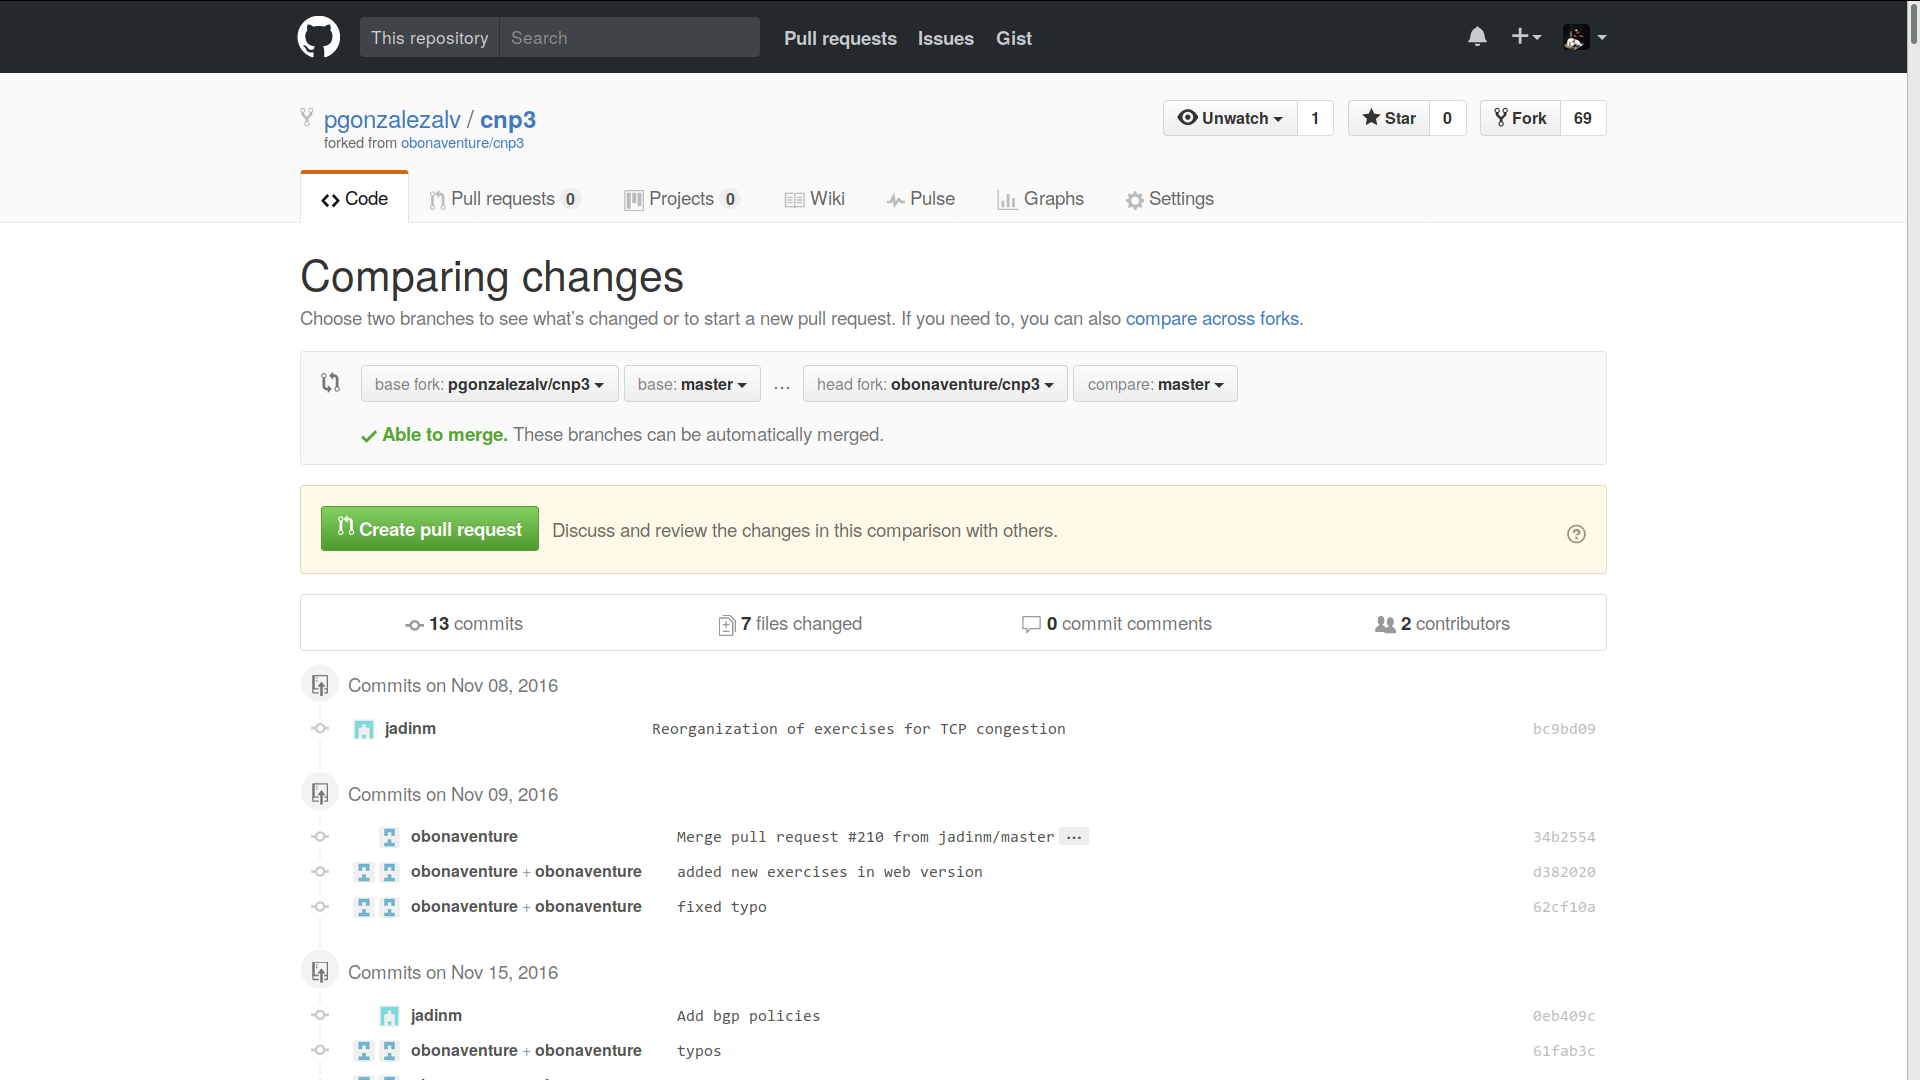 This repository Search Pull requests Issues Gist
pgonzalezalv / cnp3 Unwatch 1 Star 0 Fork 69
forked from obonaventure/cnp3
Code Pull requests 0 Projects 0 Wiki Pulse Graphs Settings
Comparing changes
Choose two branches to see what's changed or to start a new pull request. If you need to, you can also compare across forks.
base fork: pgonzalezalv/cnp3 base: master ... head fork: obonaventure/cnp3 compare: master
Able to merge. These branches can be automatically merged.
Create pull request Discuss and review the changes in this comparison with others.
13 commits 7 files changed 0 commit comments 2 contributors
Commits on Nov 08, 2016
jadinm Reorganization of exercises for TCP congestion bc9bd09
Commits on Nov 09, 2016
obonaventure Merge pull request #210 from jadinm/master … 34b2554
obonaventure + obonaventure added new exercises in web version d382020
obonaventure + obonaventure fixed typo 62cf10a
Commits on Nov 15, 2016
jadinm Add bgp policies 0eb409c
obonaventure + obonaventure typos 61fab3c